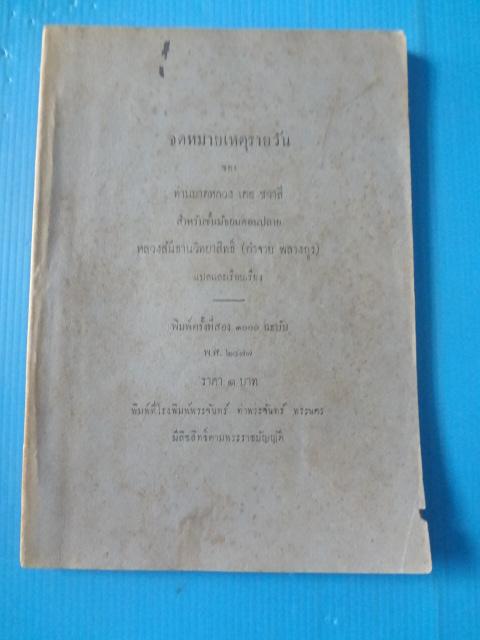 จดหมายเหตุรายวัน
ของ
ท่านบาดหลวง เดอ ชวาสี
สำหรับชั้นมัธยมตอนปลาย
หลวงสันธานวิทยาสิทธิ์ (กำจาย พลางกูร)
แปลและเรียบเรียง
พิมพ์ครั้งที่สอง ๓๐๐๐ ฉะบับ
พ.ศ. ๒๔๗๗
ราคา ๑ บาท
พิมพ์ที่โรงพิมพ์พระจันทร์ ท่าพระจันทร์ พระนคร
มีลิขสิทธิ์ตามพระราชบัญญัติ